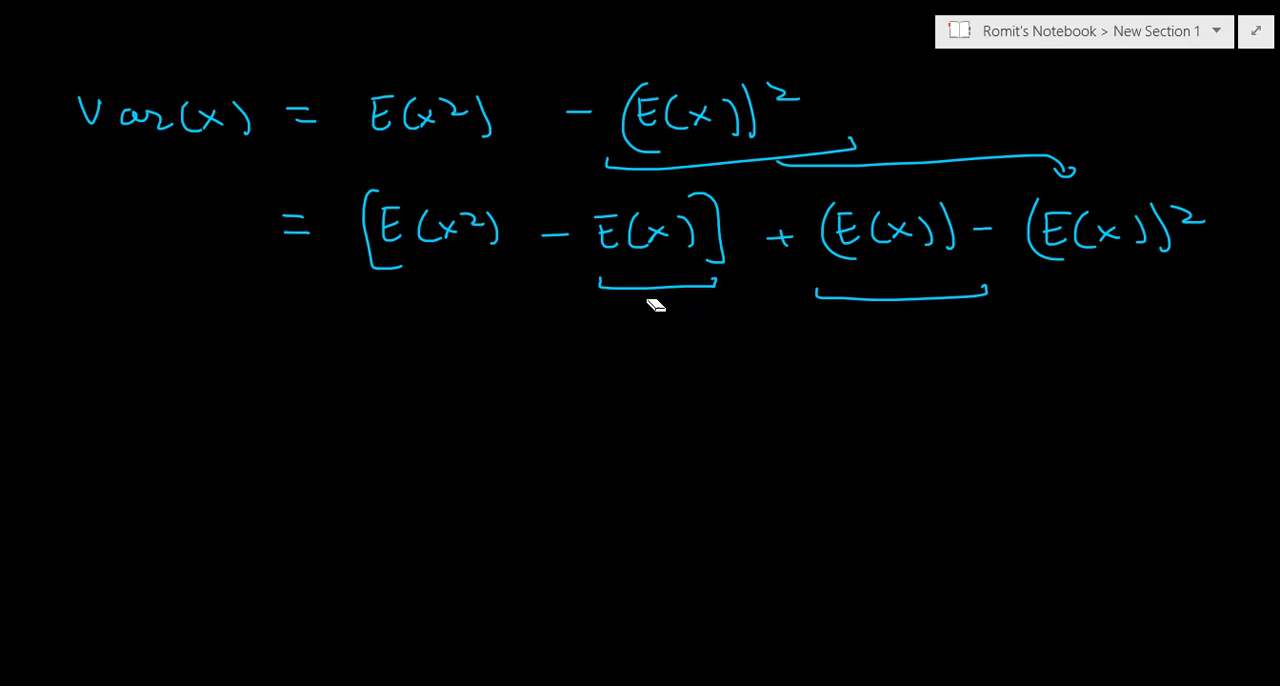 Romit's Notebook > New Section 1
Var(x) = E(x²) - (E(x))²
= [E(x²) - E(x)] + (E(x)) - (E(x))²